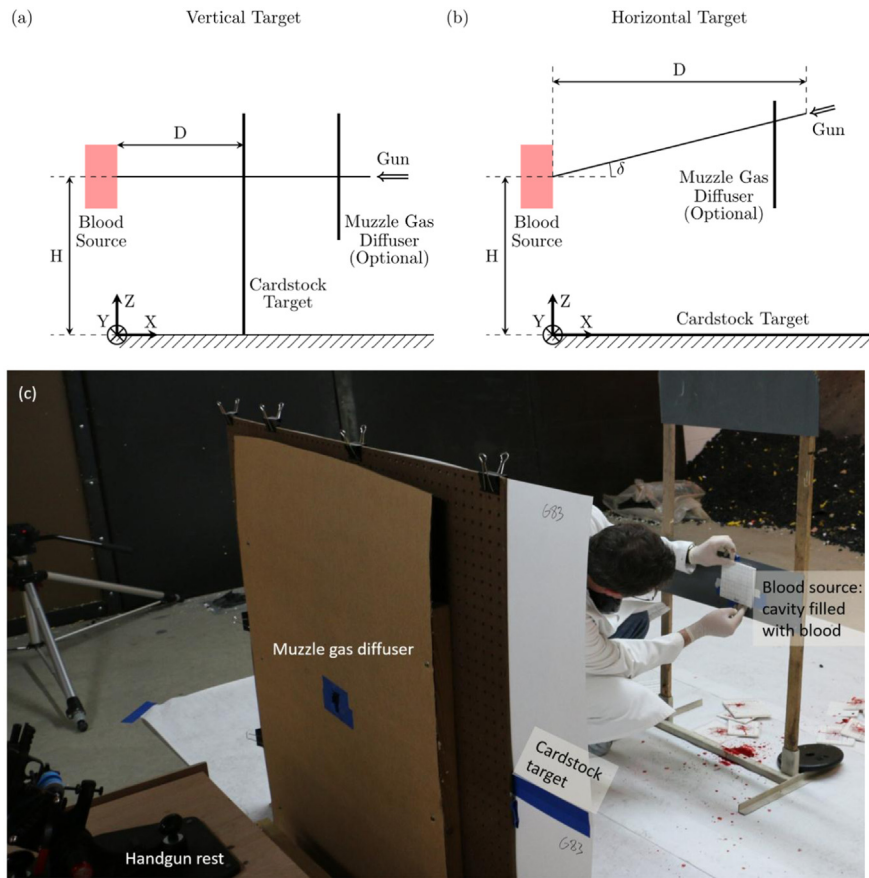 (a)
Vertical Target
D
Gun
Blood
Source
H
Muzzle Gas
Diffuser
(Optional)
Cardstock
Target
Z
Y
X
(b)
Horizontal Target
D
Gun
δ
Muzzle Gas
Diffuser
(Optional)
Blood
Source
H
Z
Y
X
Cardstock Target
(c)
G83
Blood source:
cavity filled
with blood
Muzzle gas diffuser
Cardstock
target
G83
Handgun rest